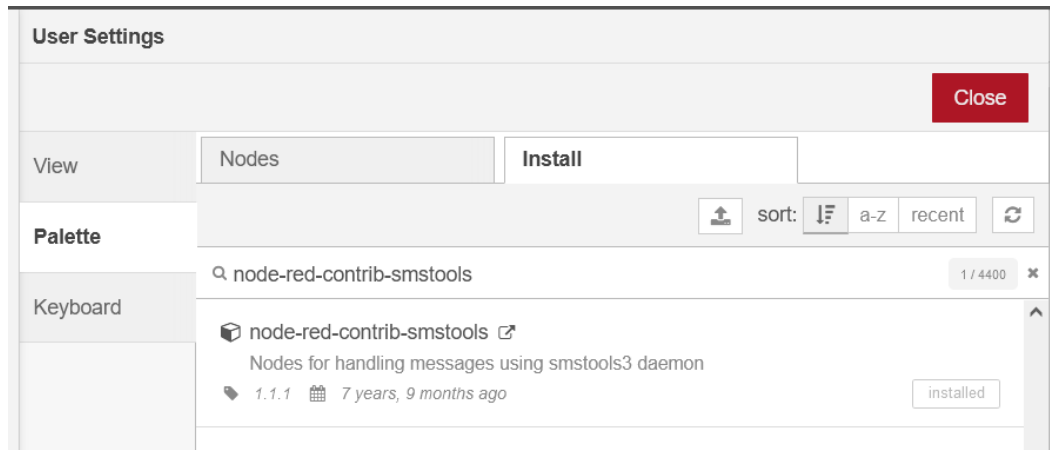 User Settings
Close
View
Nodes
Install
sort:
a-z
recent
Palette
node-red-contrib-smstools
1 / 4400
Keyboard
node-red-contrib-smstools
Nodes for handling messages using smstools3 daemon
1.1.1
7 years, 9 months ago
installed